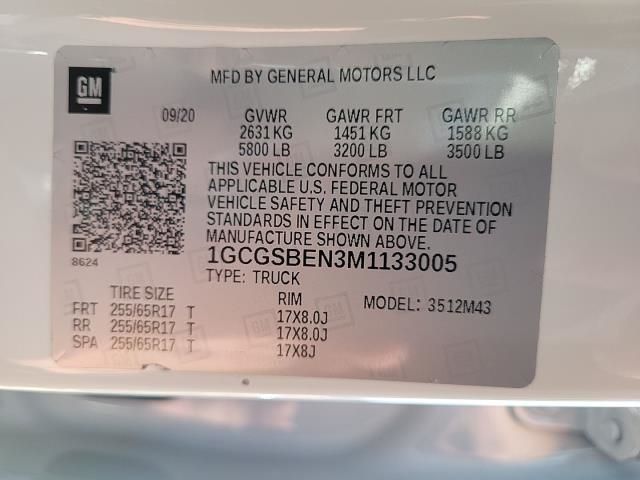 GM
MFD BY GENERAL MOTORS LLC
09/20 GVWR GAWR FRT GAWR RR
2631 KG 1451 KG 1588 KG
5800 LB 3200 LB 3500 LB
THIS VEHICLE CONFORMS TO ALL
APPLICABLE U.S. FEDERAL MOTOR
VEHICLE SAFETY AND THEFT PREVENTION
STANDARDS IN EFFECT ON THE DATE OF
MANUFACTURE SHOWN ABOVE.
8624
1GCGSBEN3M1133005
TYPE: TRUCK
TIRE SIZE RIM MODEL: 3512M43
FRT 255/65R17 T 17X8.0J
RR 255/65R17 T 17X8.0J
SPA 255/65R17 T 17X8J